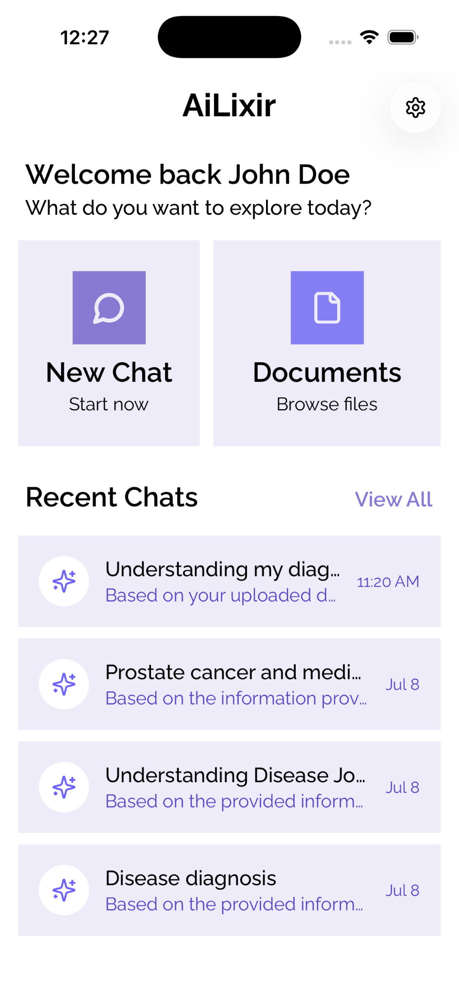 12:27
AiLixir
Welcome back John Doe
What do you want to explore today?
New Chat
Start now
Documents
Browse files
Recent Chats
View All
Understanding my diag...
Based on your uploaded d...
11:20 AM
Prostate cancer and medi...
Based on the information prov...
Jul 8
Understanding Disease Jo...
Based on the provided inform...
Jul 8
Disease diagnosis
Based on the provided inform...
Jul 8